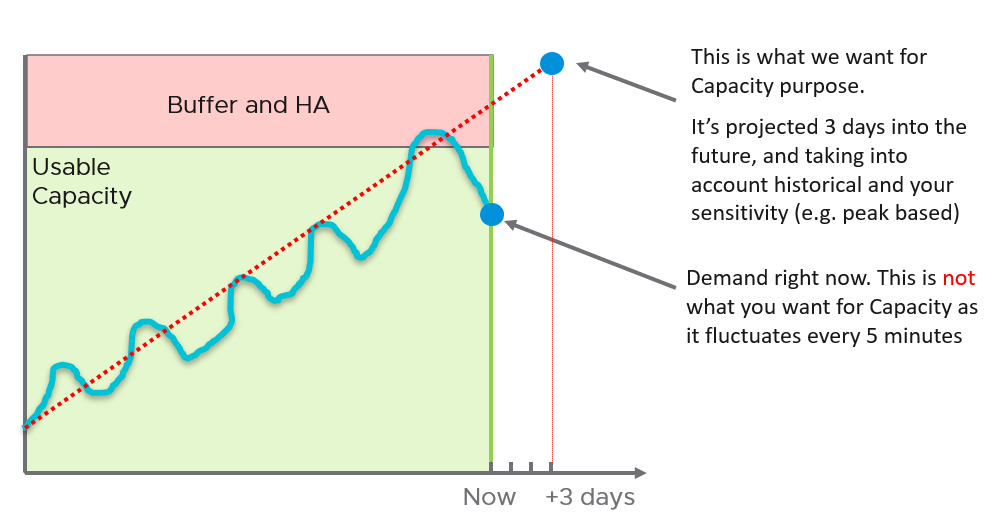 This is what we want for
Capacity purpose.
Buffer and HA
It’s projected 3 days into the
future, and taking into
account historical and your
sensitivity (e.g. peak based)
Usable
Capacity
Demand right now. This is not
what you want for Capacity as
it fluctuates every 5 minutes
Now
+3 days